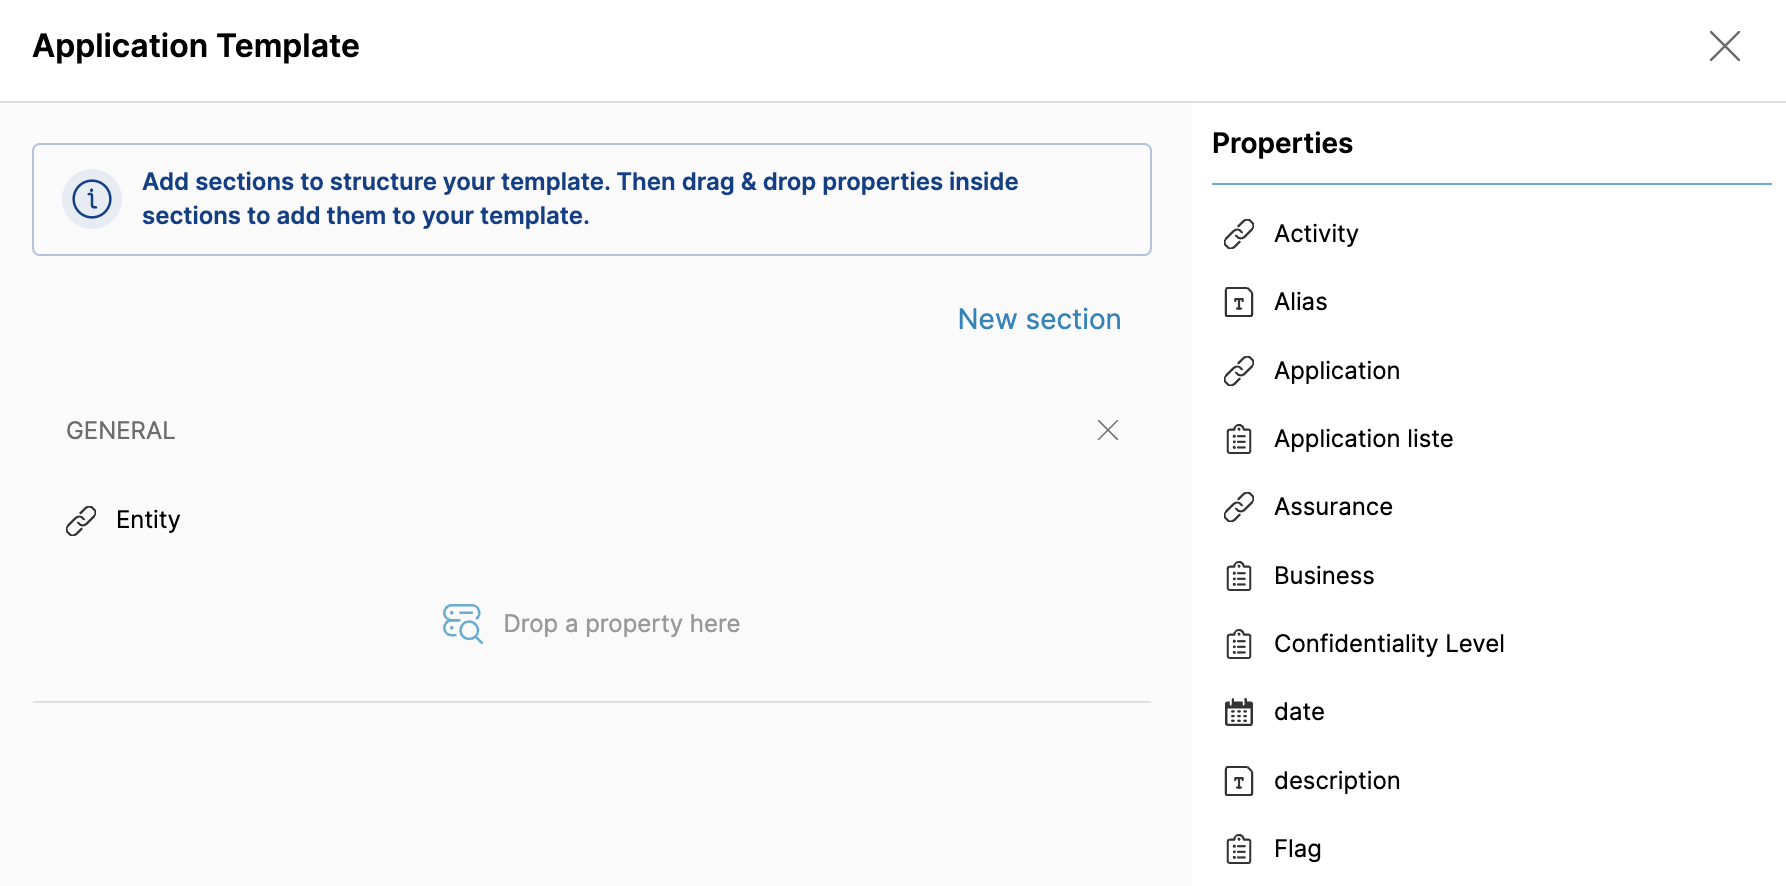 Application Template
Add sections to structure your template. Then drag & drop properties inside
sections to add them to your template.
New section
GENERAL
Entity
Drop a property here
Properties
Activity
Alias
Application
Application liste
Assurance
Business
Confidentiality Level
date
description
Flag